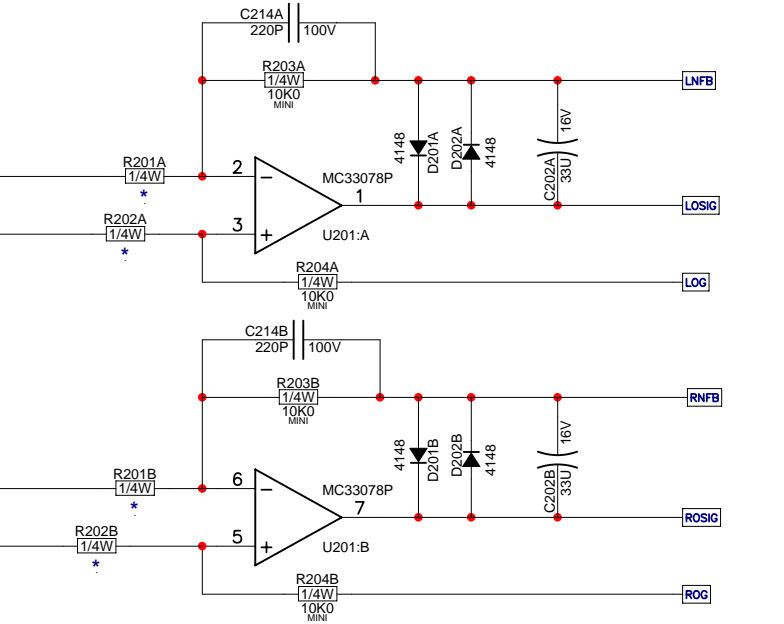 C214A
220P 100V
R203A
1/4W
10K0
MINI
LNFB
16V
4148
D201A
D202A
4148
C202A
33U
R201A
1/4W
*
2
MC33078P
1
LOSIG
R202A
1/4W
*
3
U201:A
R204A
1/4W
10K0
MINI
LOG
C214B
220P 100V
R203B
1/4W
10K0
MINI
RNFB
16V
4148
D201B
D202B
4148
C202B
33U
R201B
1/4W
*
6
MC33078P
7
ROSIG
R202B
1/4W
*
5
U201:B
R204B
1/4W
10K0
MINI
ROG